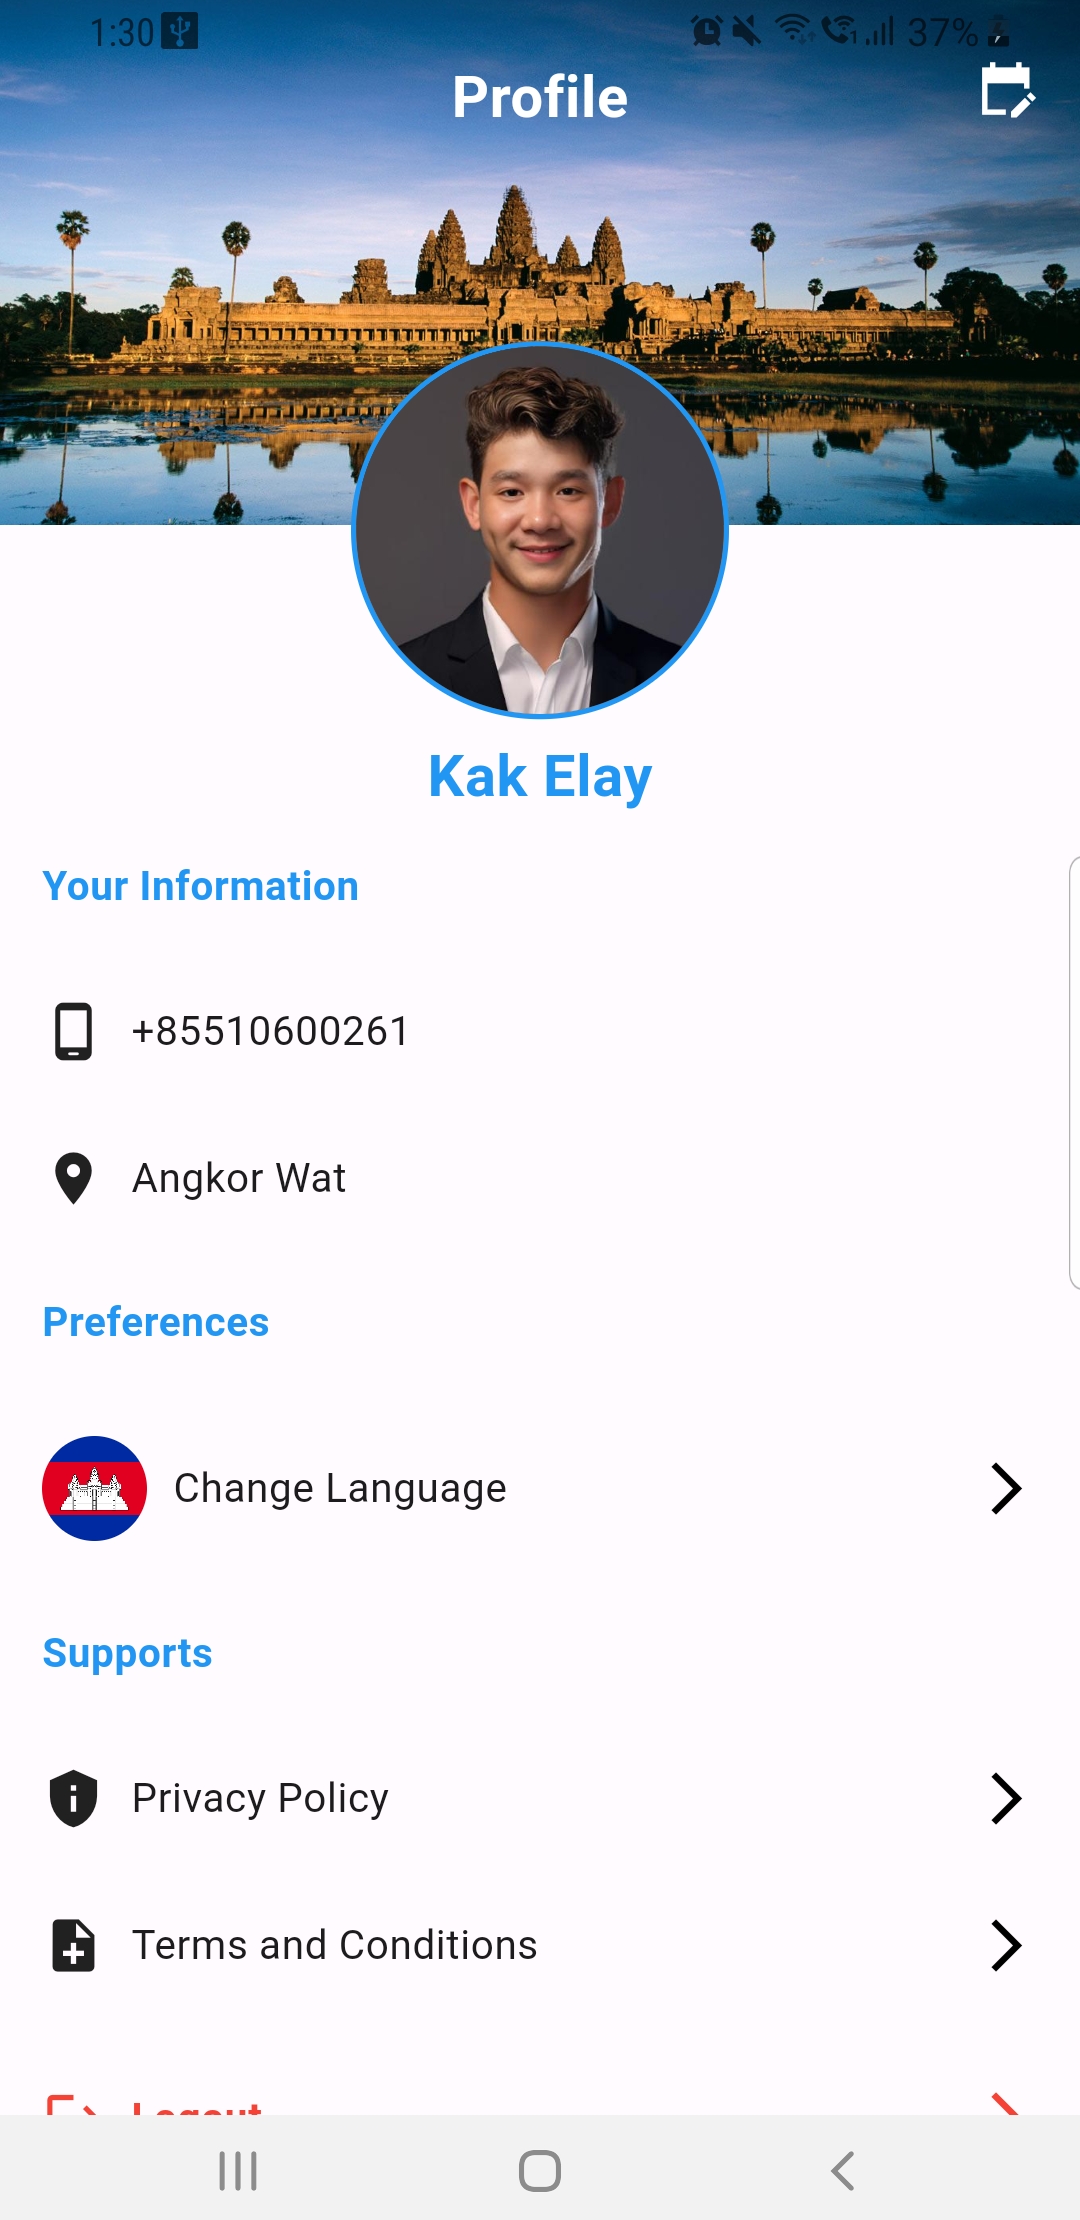 1:30 37%
Profile
Kak Elay
Your Information
+85510600261
Angkor Wat
Preferences
Change Language
Supports
Privacy Policy
Terms and Conditions
Logout